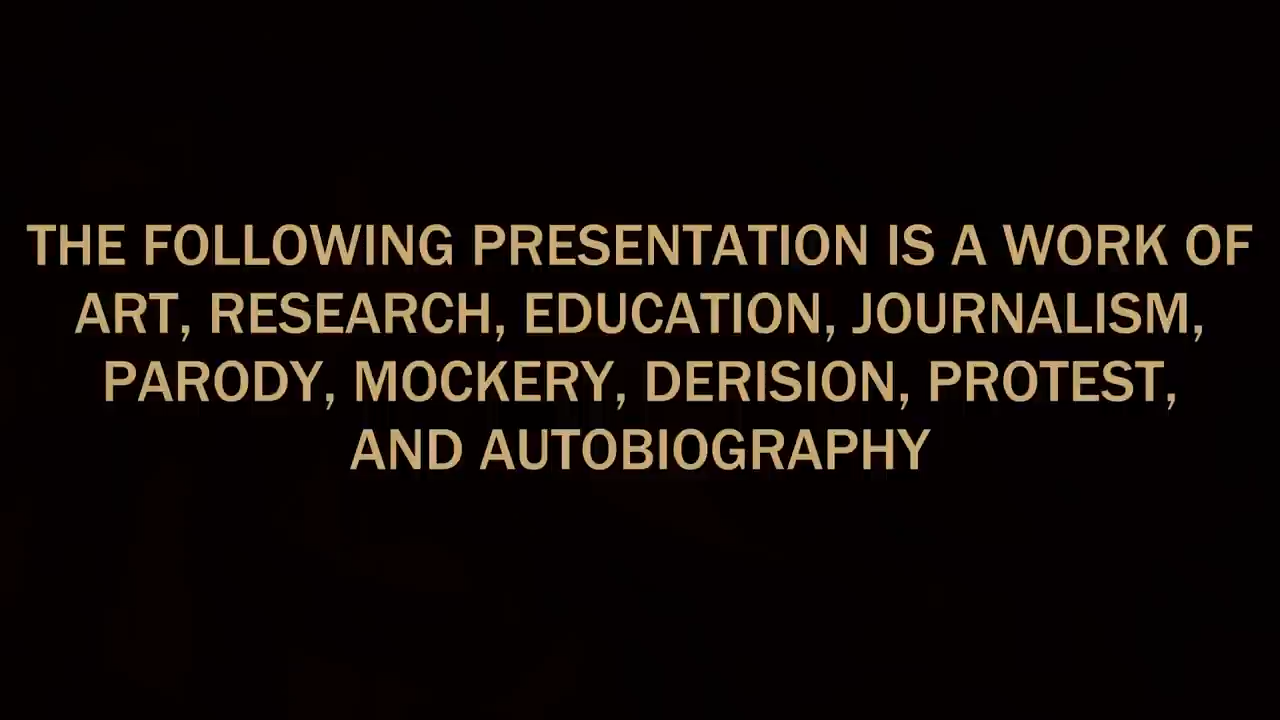 THE FOLLOWING PRESENTATION IS A WORK OF
ART, RESEARCH, EDUCATION, JOURNALISM,
PARODY, MOCKERY, DERISION, PROTEST,
AND AUTOBIOGRAPHY